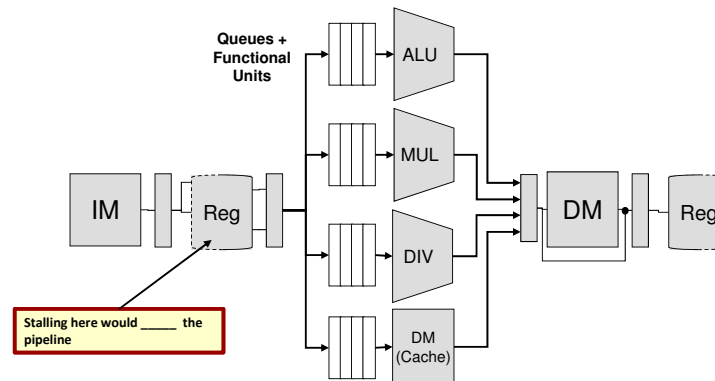 Queues +
Functional
Units
ALU
MUL
IM
Reg
DM
Reg
DIV
Stalling here would _____ the
pipeline
DM
(Cache)